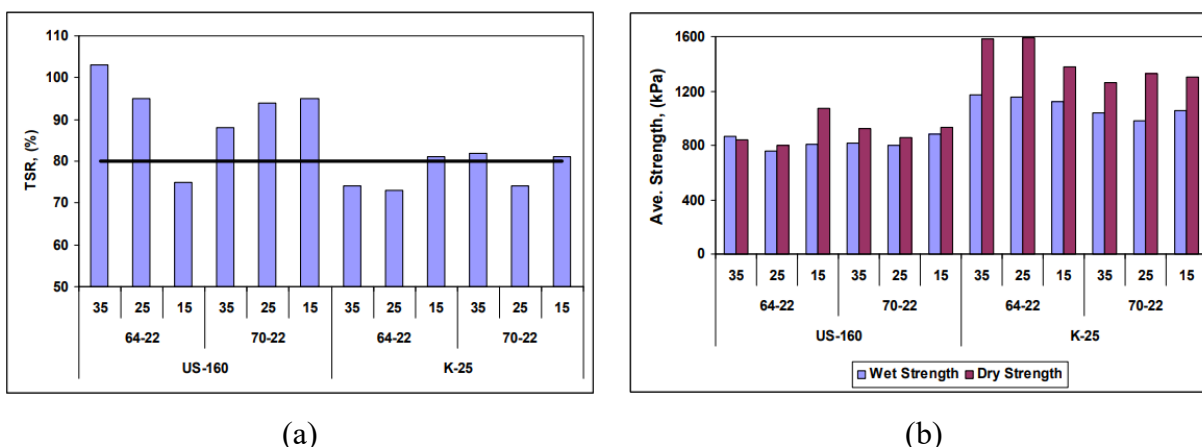 110
100
90
80
70
60
50
TSR, (%)
35 25 15 35 25 15 35 25 15 35 25 15
64-22 70-22 64-22 70-22
US-160 K-25
(a)
1600
1200
800
400
0
Ave. Strength, (kPa)
35 25 15 35 25 15 35 25 15 35 25 15
64-22 70-22 64-22 70-22
US-160 K-25
Wet Strength Dry Strength
(b)